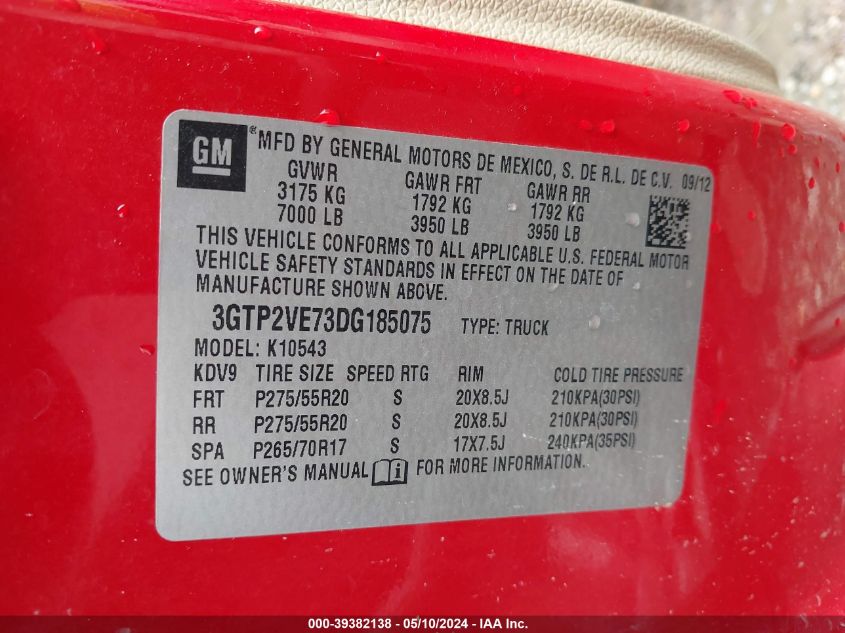 GM ® MFD BY GENERAL MOTORS DE MEXICO, S. DE R.L. DE C.V. 09/12
GVWR GAWR FRT GAWR RR
3175 KG 1792 KG 1792 KG
7000 LB 3950 LB 3950 LB
THIS VEHICLE CONFORMS TO ALL APPLICABLE U.S. FEDERAL MOTOR
VEHICLE SAFETY STANDARDS IN EFFECT ON THE DATE OF
MANUFACTURE SHOWN ABOVE.
3GTP2VE73DG185075 TYPE: TRUCK
MODEL: K10543
KDV9 TIRE SIZE SPEED RTG RIM COLD TIRE PRESSURE
FRT P275/55R20 S 20X8.5J 210KPA(30PSI)
RR P275/55R20 S 20X8.5J 210KPA(30PSI)
SPA P265/70R17 S 17X7.5J 240KPA(35PSI)
SEE OWNER'S MANUAL i FOR MORE INFORMATION.
000-39382138 - 05/10/2024 - IAA Inc.